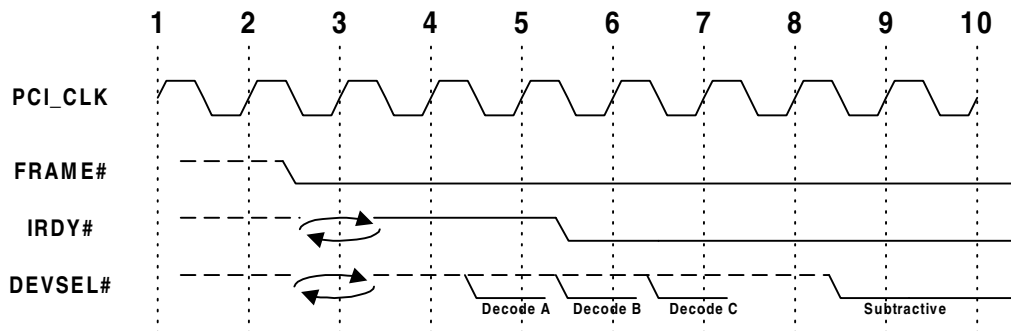 1 2 3 4 5 6 7 8 9 10
PCI_CLK
FRAME#
IRDY#
DEVSEL#
Decode A Decode B Decode C Subtractive